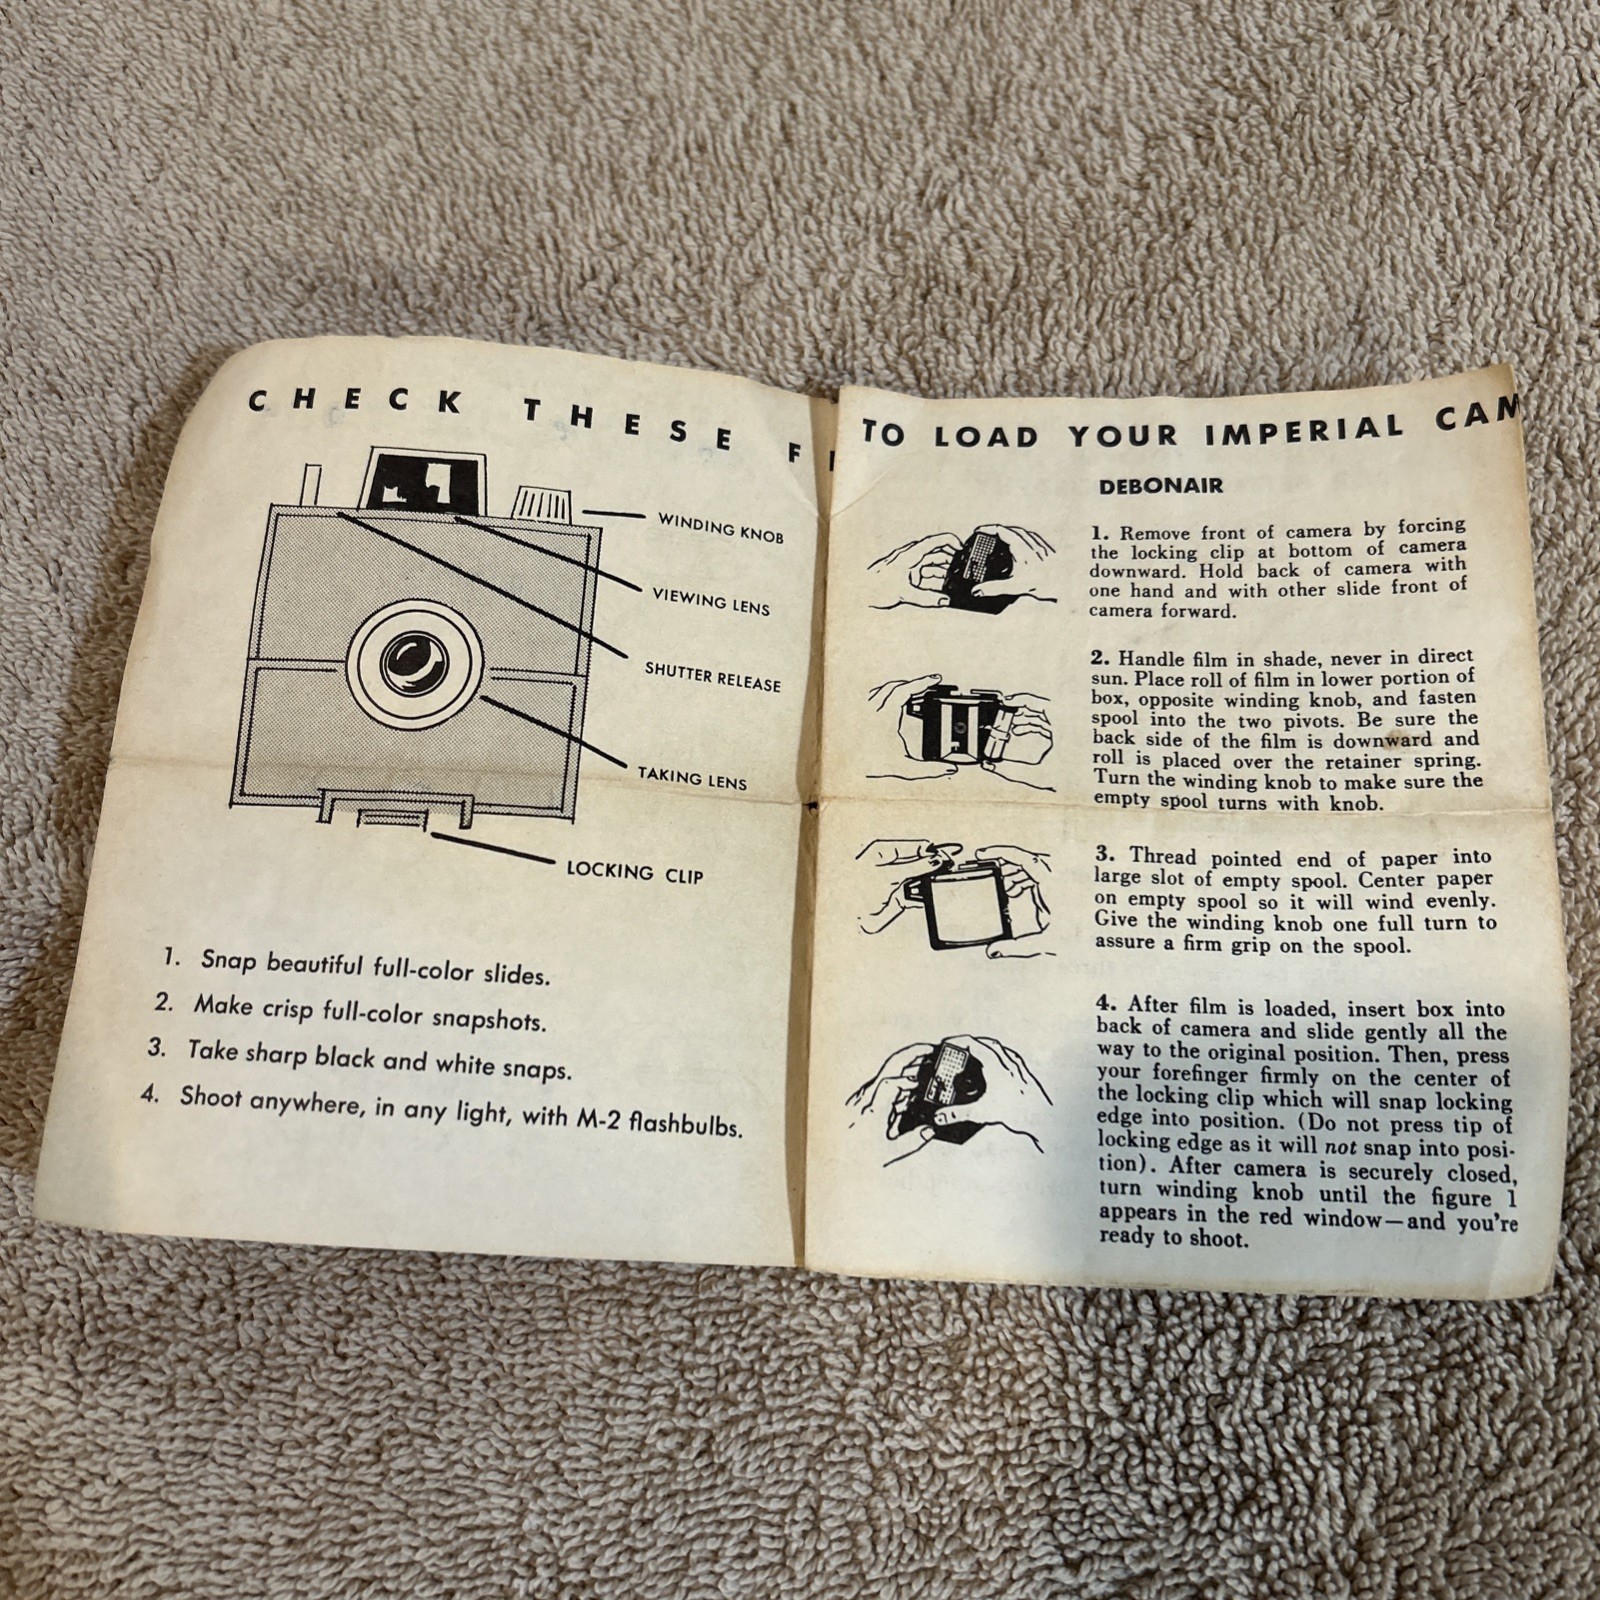 CHECK THESE F
WINDING KNOB
VIEWING LENS
SHUTTER RELEASE
TAKING LENS
LOCKING CLIP
1. Snap beautiful full-color slides.
2. Make crisp full-color snapshots.
3. Take sharp black and white snaps.
4. Shoot anywhere, in any light, with M-2 flashbulbs.
TO LOAD YOUR IMPERIAL CAM
DEBONAIR
1. Remove front of camera by forcing
the locking clip at bottom of camera
downward. Hold back of camera with
one hand and with other slide front of
camera forward.
2. Handle film in shade, never in direct
sun. Place roll of film in lower portion of
box, opposite winding knob, and fasten
spool into the two pivots. Be sure the
back side of the film is downward and
roll is placed over the retainer spring.
Turn the winding knob to make sure the
empty spool turns with knob.
3. Thread pointed end of paper into
large slot of empty spool. Center paper
on empty spool so it will wind evenly.
Give the winding knob one full turn to
assure a firm grip on the spool.
4. After film is loaded, insert box into
back of camera and slide gently all the
way to the original position. Then, press
your forefinger firmly on the center of
the locking clip which will snap locking
edge into position. (Do not press tip of
locking edge as it will not snap into posi-
tion). After camera is securely closed,
turn winding knob until the figure 1
appears in the red window—and you're
ready to shoot.